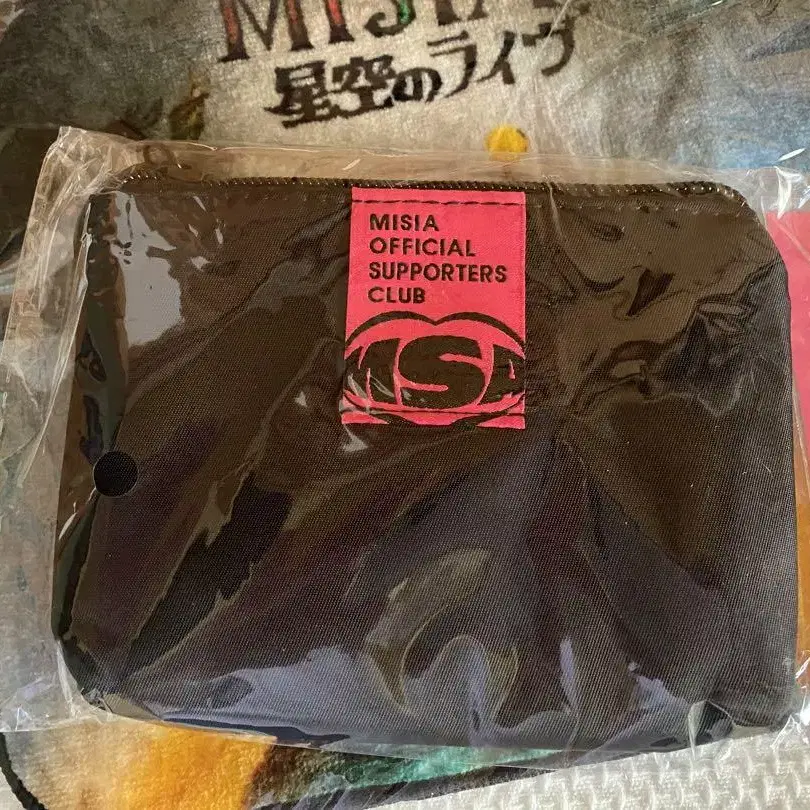 MISIA
星空のライヴ
MISIA
OFFICIAL
SUPPORTERS
CLUB
MSA